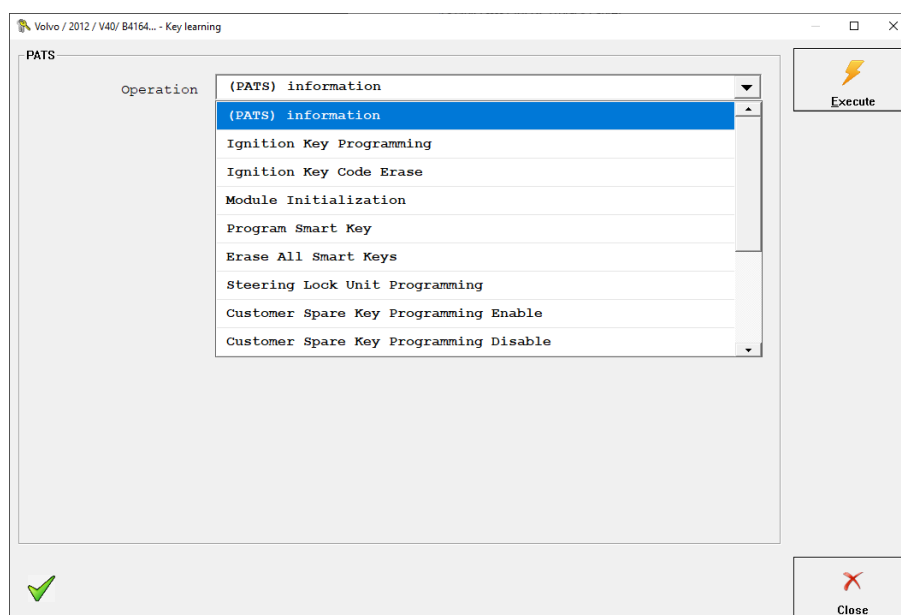 Volvo / 2012 / V40/ B4164... - Key learning
PATS
Operation
(PATS) information
Execute
(PATS) information
Ignition Key Programming
Ignition Key Code Erase
Module Initialization
Program Smart Key
Erase All Smart Keys
Steering Lock Unit Programming
Customer Spare Key Programming Enable
Customer Spare Key Programming Disable
Close